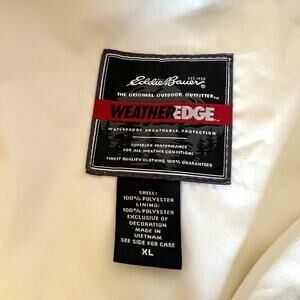 Eddie Bauer
EST. 1920
THE ORIGINAL OUTDOOR OUTFITTER™
WEATHEREDGE™
WATERPROOF BREATHABLE PROTECTION
SUPERIOR PERFORMANCE
FOR ALL WEATHER CONDITIONS
FINEST QUALITY CLOTHING 100% GUARANTEED
SHELL:
100% POLYESTER
LINING:
100% POLYESTER
EXCLUSIVE OF
DECORATION
MADE IN
VIETNAM
SEE SIDE FOR CARE
XL